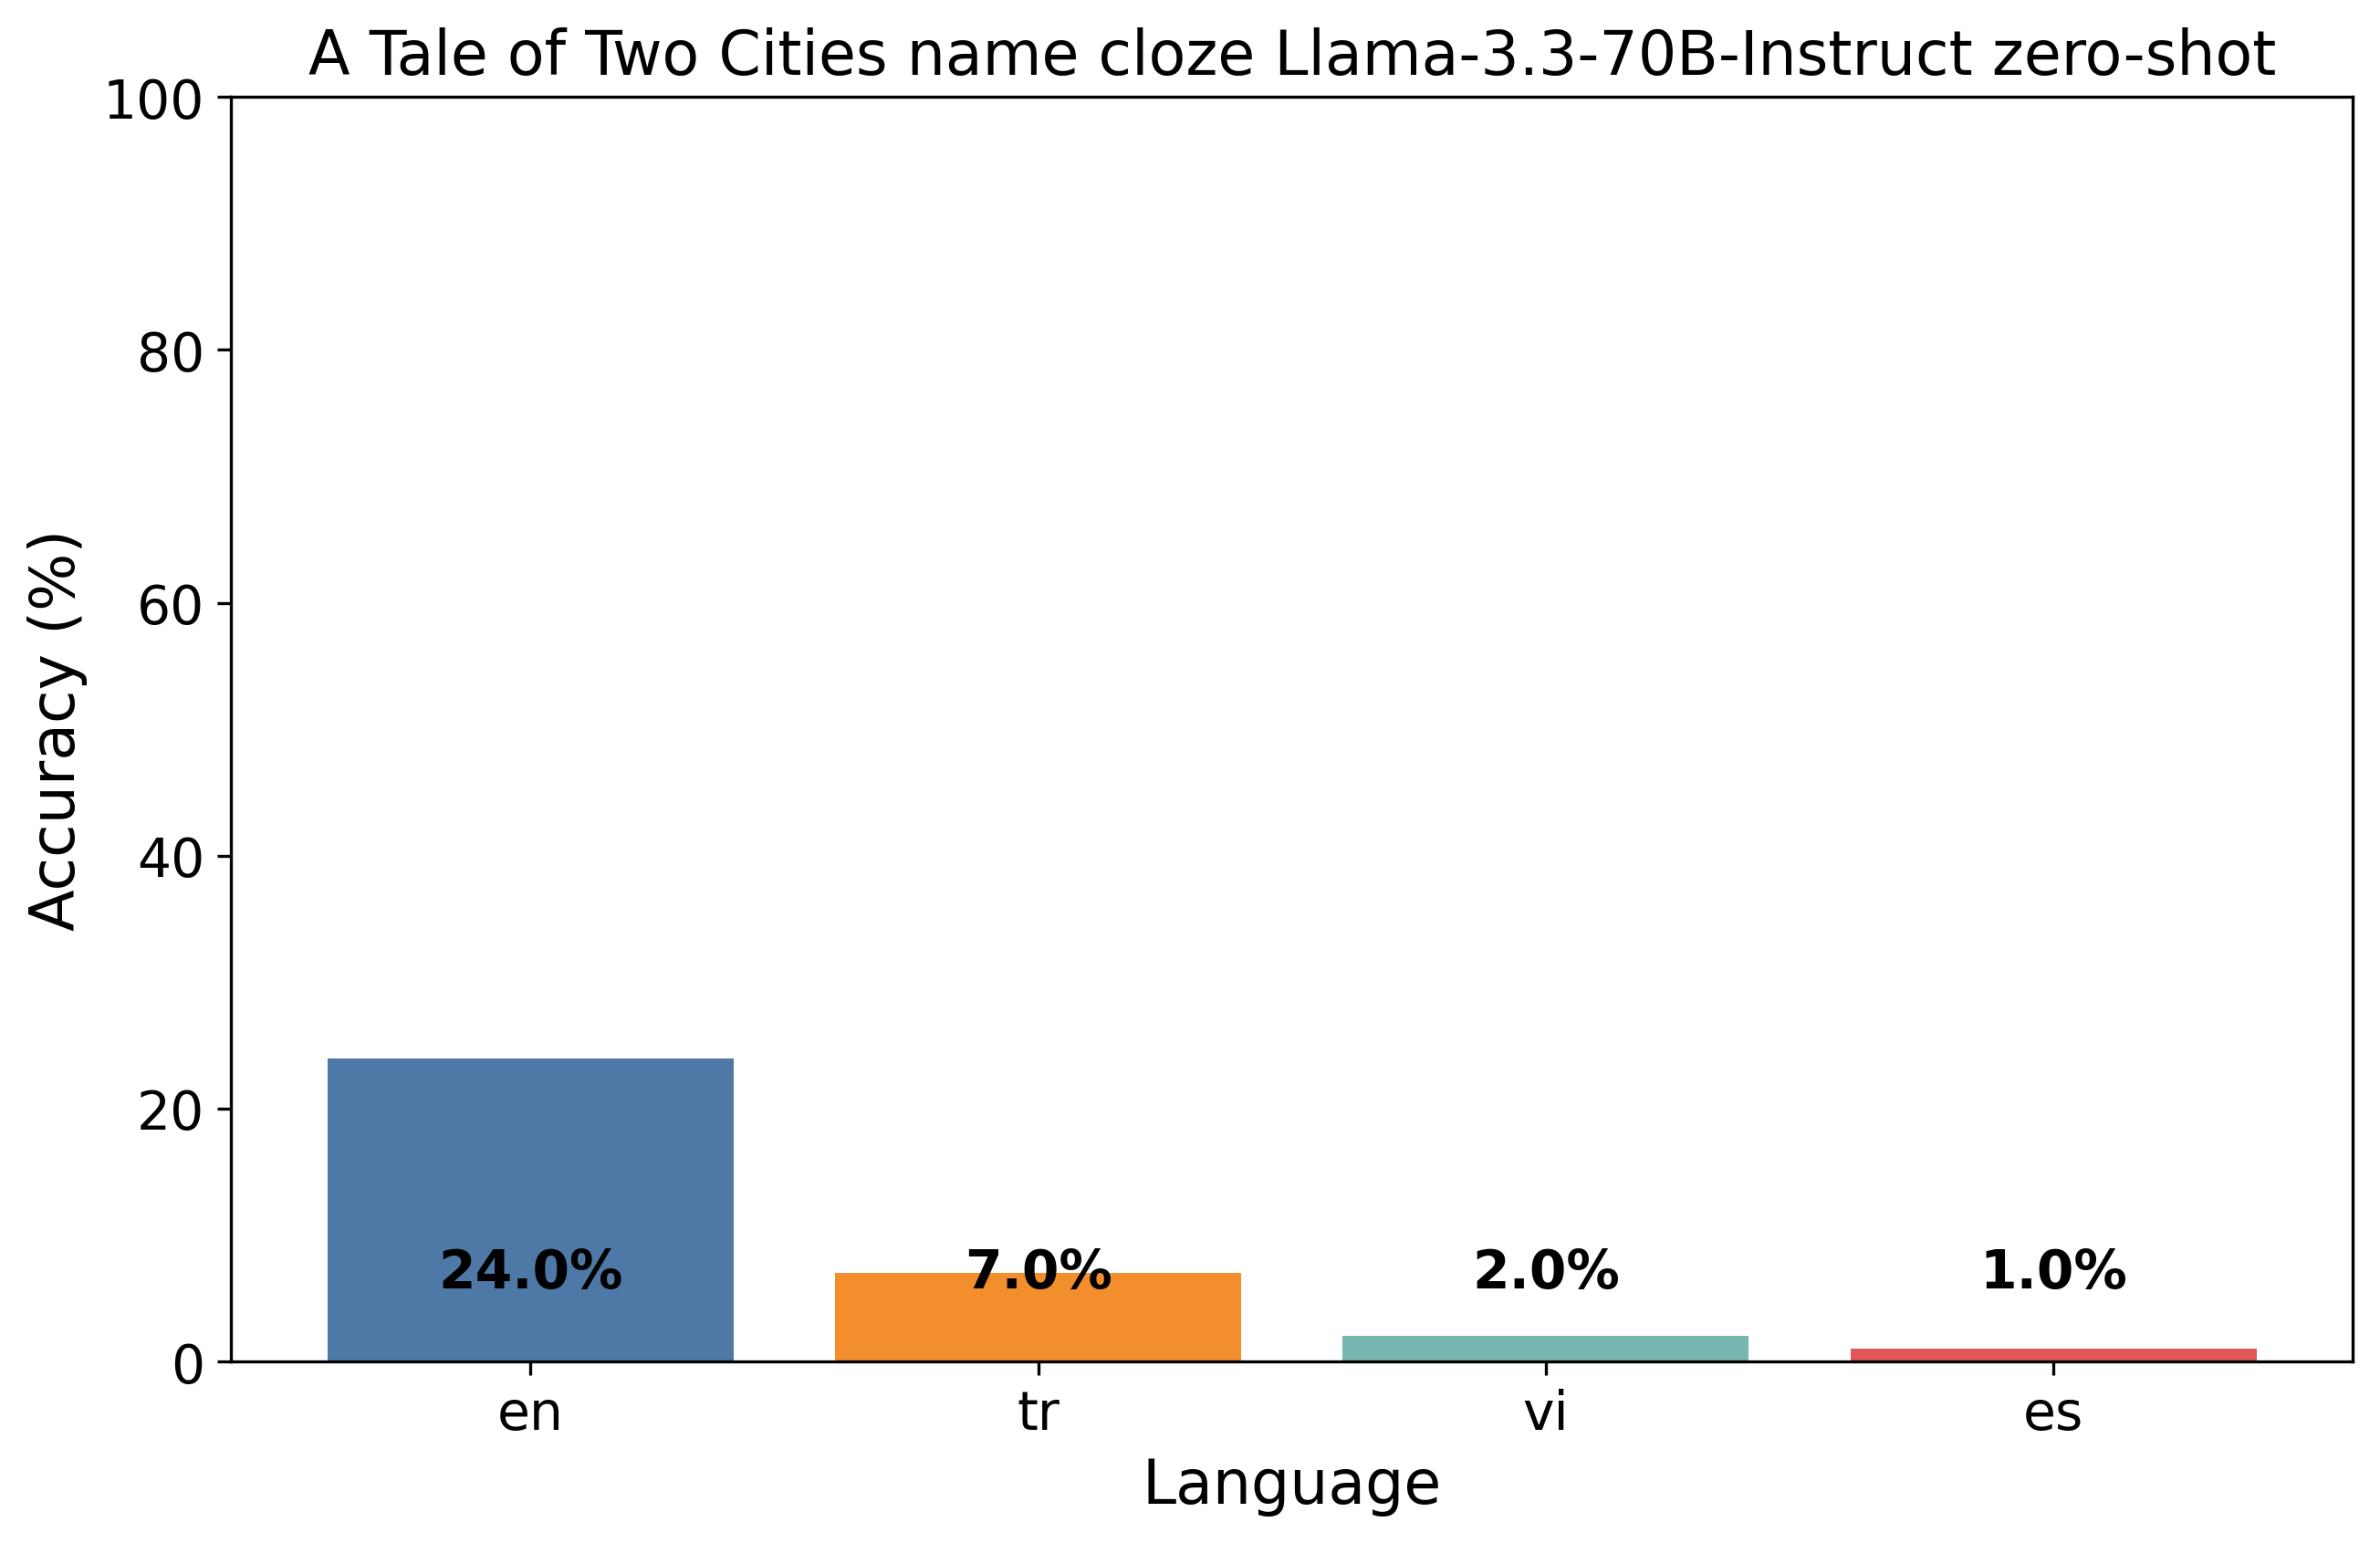 A Tale of Two Cities name cloze Llama-3.3-70B-Instruct zero-shot
100
80
60
40
20
0
Accuracy (%)
24.0%
7.0%
2.0%
1.0%
en
tr
vi
es
Language